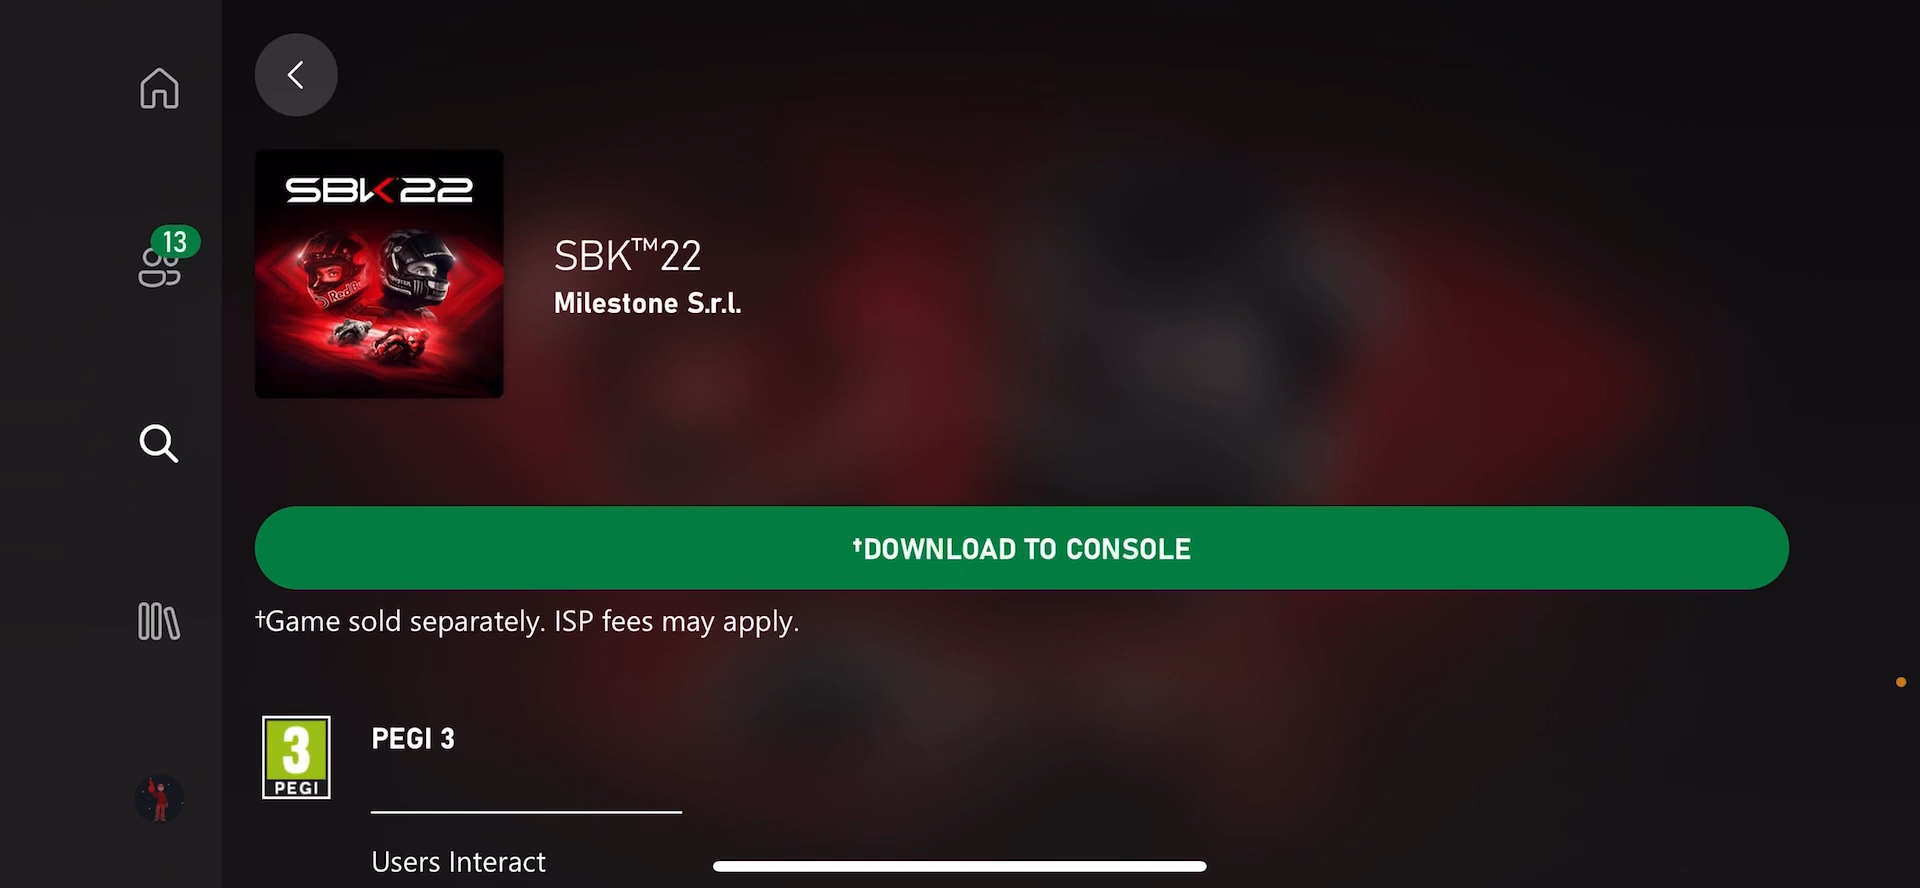 13
SBK22
Red B
SBK™22
Milestone S.r.l.
†DOWNLOAD TO CONSOLE
†Game sold separately. ISP fees may apply.
3
PEGI
PEGI 3
Users Interact